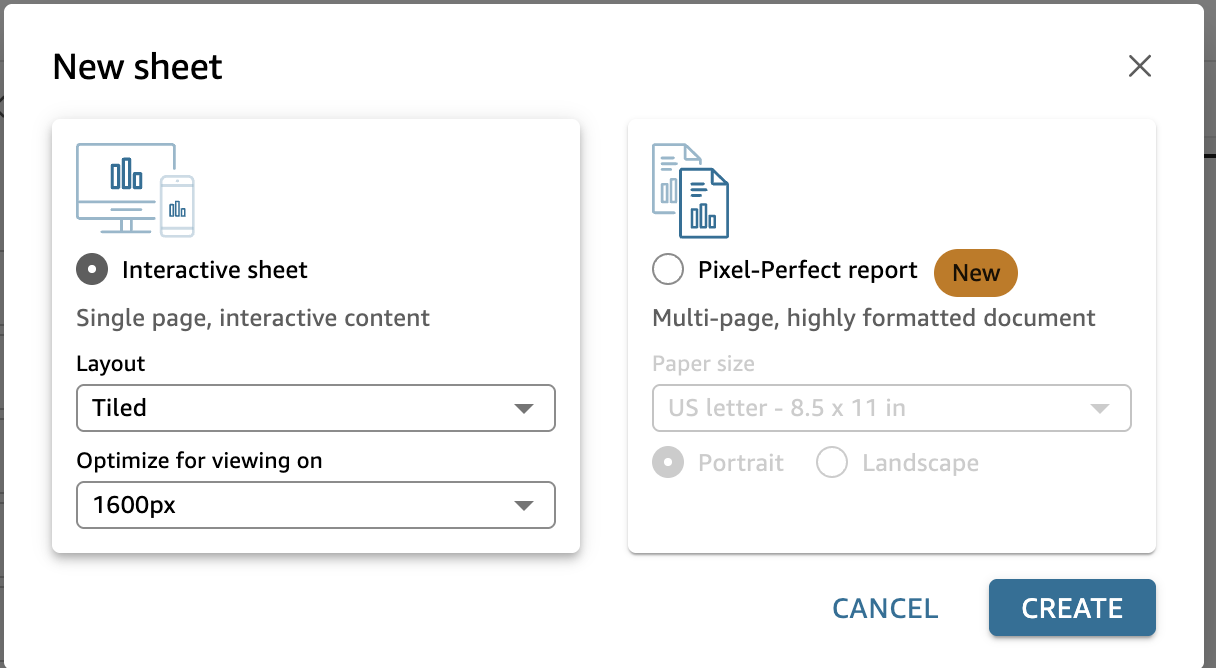 New sheet
Interactive sheet
Single page, interactive content
Layout
Tiled
Optimize for viewing on
1600px
Pixel-Perfect report
New
Multi-page, highly formatted document
Paper size
US letter - 8.5 x 11 in
Portrait
Landscape
CANCEL
CREATE